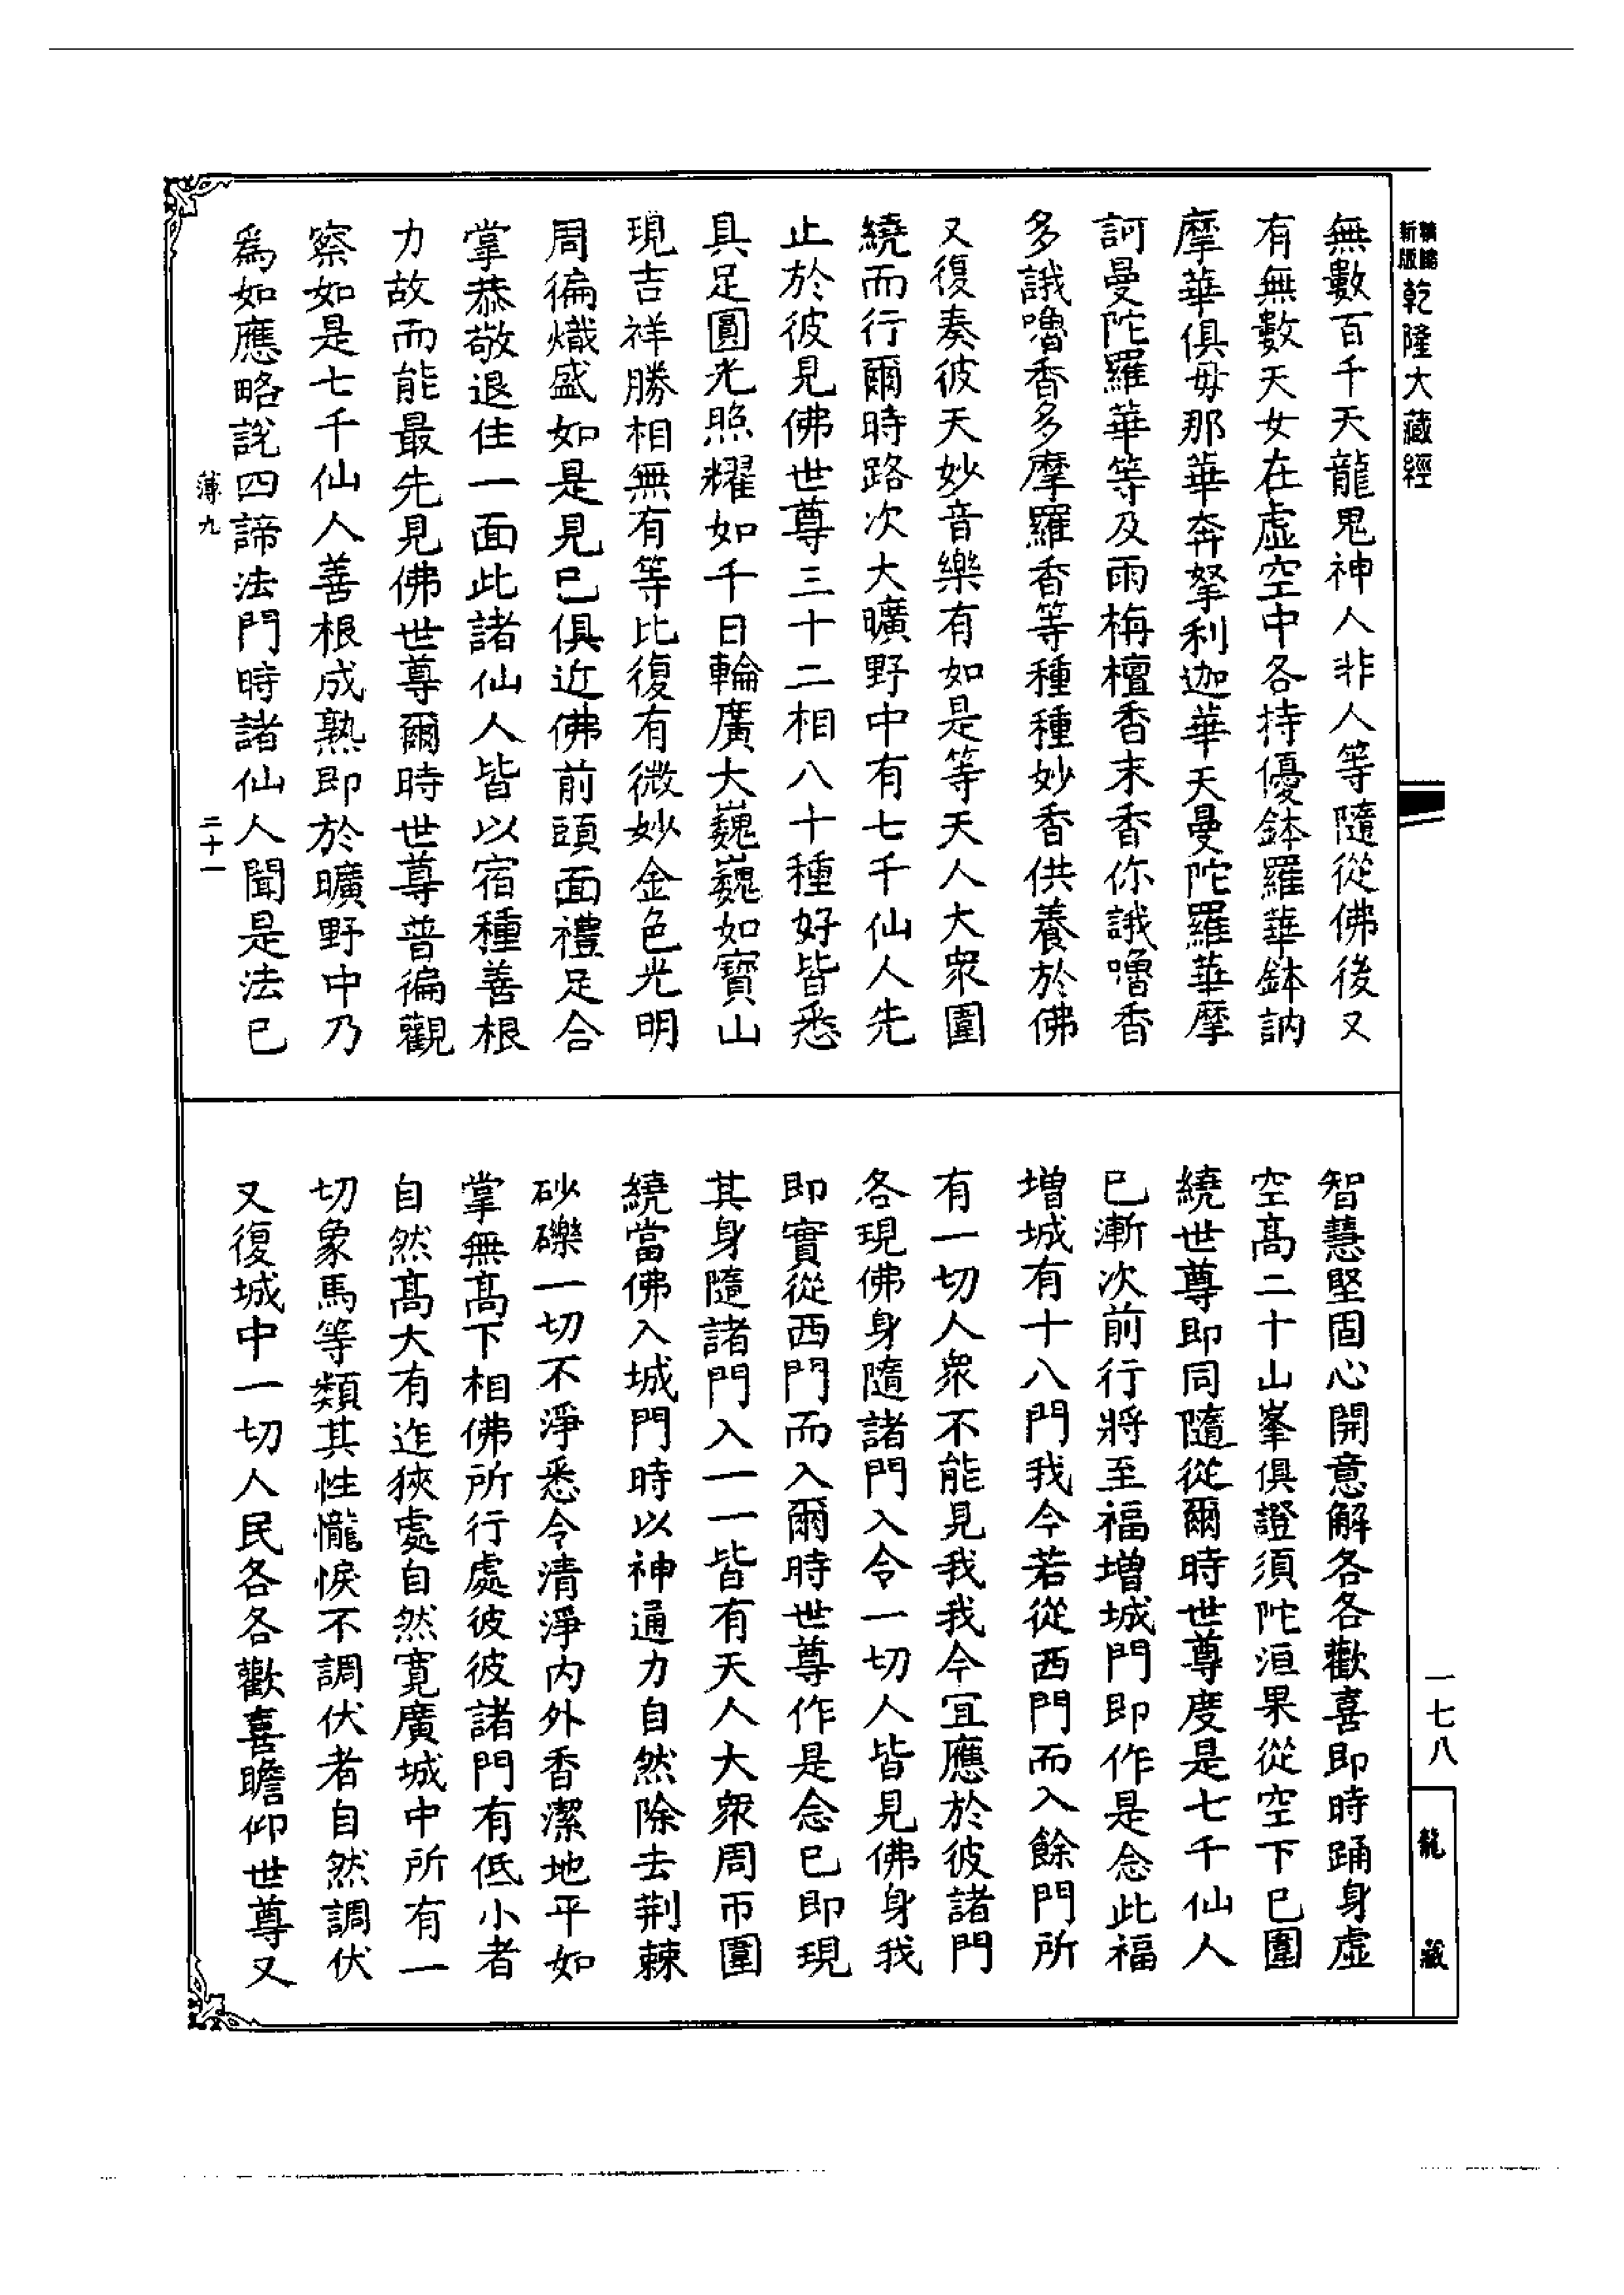 乾隆大藏經
無數百千天龍鬼神人非人等隨從佛後又
有無數天女在虛空中各持優鉢羅華鉢訥
摩華俱毋那華奔拏利迦華天曼陀羅華摩
訶曼陀羅華等及雨栴檀香末香你誐嚕香
多誐嚕香多摩羅香等種種妙香供養於佛
又復奏彼天妙音樂有如是等天人大衆圍
繞而行爾時路次大曠野中有七千仙人先
止於彼見佛世尊三十二相八十種好皆悉
具足圓光照耀如千日輪廣大巍巍如寶山
現吉祥勝相無有等比復有微妙金色光明
周徧熾盛如是見已俱近佛前頭面禮足合
掌恭敬退住一面此諸仙人皆以宿種善根
力故而能最先見佛世尊爾時世尊普徧觀
察如是七千仙人善根成熟即於曠野中乃
爲如應略說四諦法門時諸仙人聞是法已
薄九
二十一
智慧堅固心開意解各各歡喜即時踊身虛
空高二十山峯俱證須陀洹果從空下已圍
繞世尊即同隨從爾時世尊度是七千仙人
已漸次前行將至福增城門即作是念此福
增城有十八門我今若從西門而入餘門所
有一切人衆不能見我我今宜應於彼諸門
各現佛身隨諸門入令一切人皆見佛身我
即實從西門而入爾時世尊作是念已即現
其身隨諸門入一一皆有天人大衆周帀圍
繞當佛入城門時以神通力自然除去荆棘
砂礫一切不淨悉令清淨內外香潔地平如
掌無高下相佛所行處彼彼諸門有低小者
自然高大有迮狹處自然寬廣城中所有一
切象馬等類其性㦬悷不調伏者自然調伏
又復城中一切人民各各歡喜瞻仰世尊又
一七八
龍藏